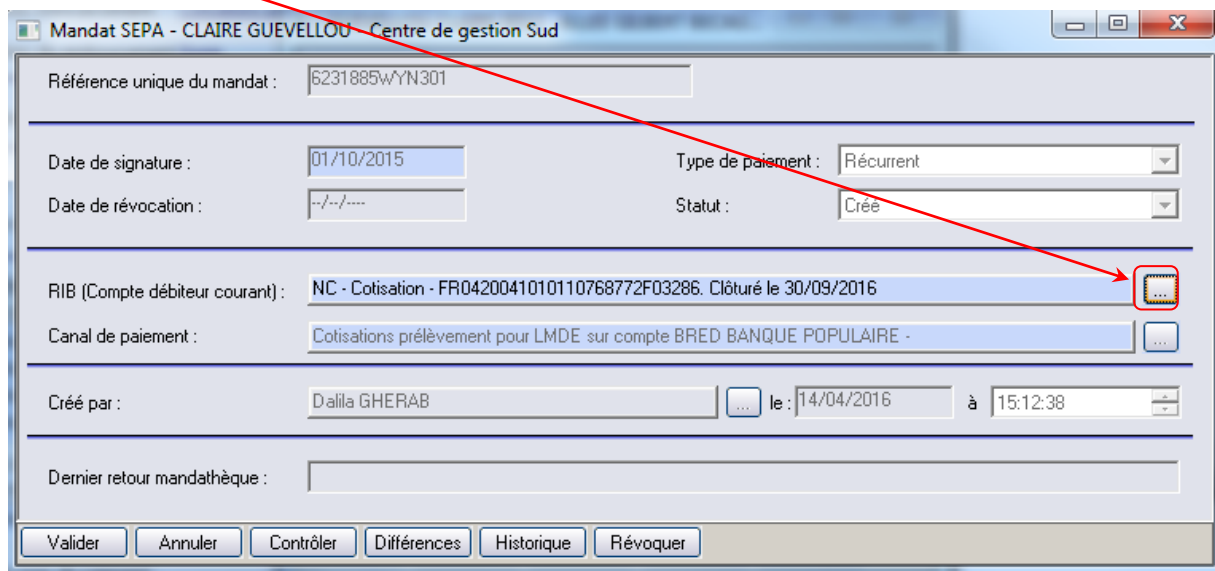 Mandat SEPA - CLAIRE GUEVELLOU - Centre de gestion Sud
Référence unique du mandat : 6231885WYN301
Date de signature : 01/10/2015 Type de paiement : Récurrent
Date de révocation : --/--/---- Statut : Créé
RIB (Compte débiteur courant) : NC - Cotisation - FR0420041010110768772F03286. Clôturé le 30/09/2016 ...
Canal de paiement : Cotisations prélèvement pour LMDE sur compte BRED BANQUE POPULAIRE - ...
Créé par : Dalila GHERAB ... le : 14/04/2016 à 15:12:38
Dernier retour mandathèque :
Valider Annuler Contrôler Différences Historique Révoquer